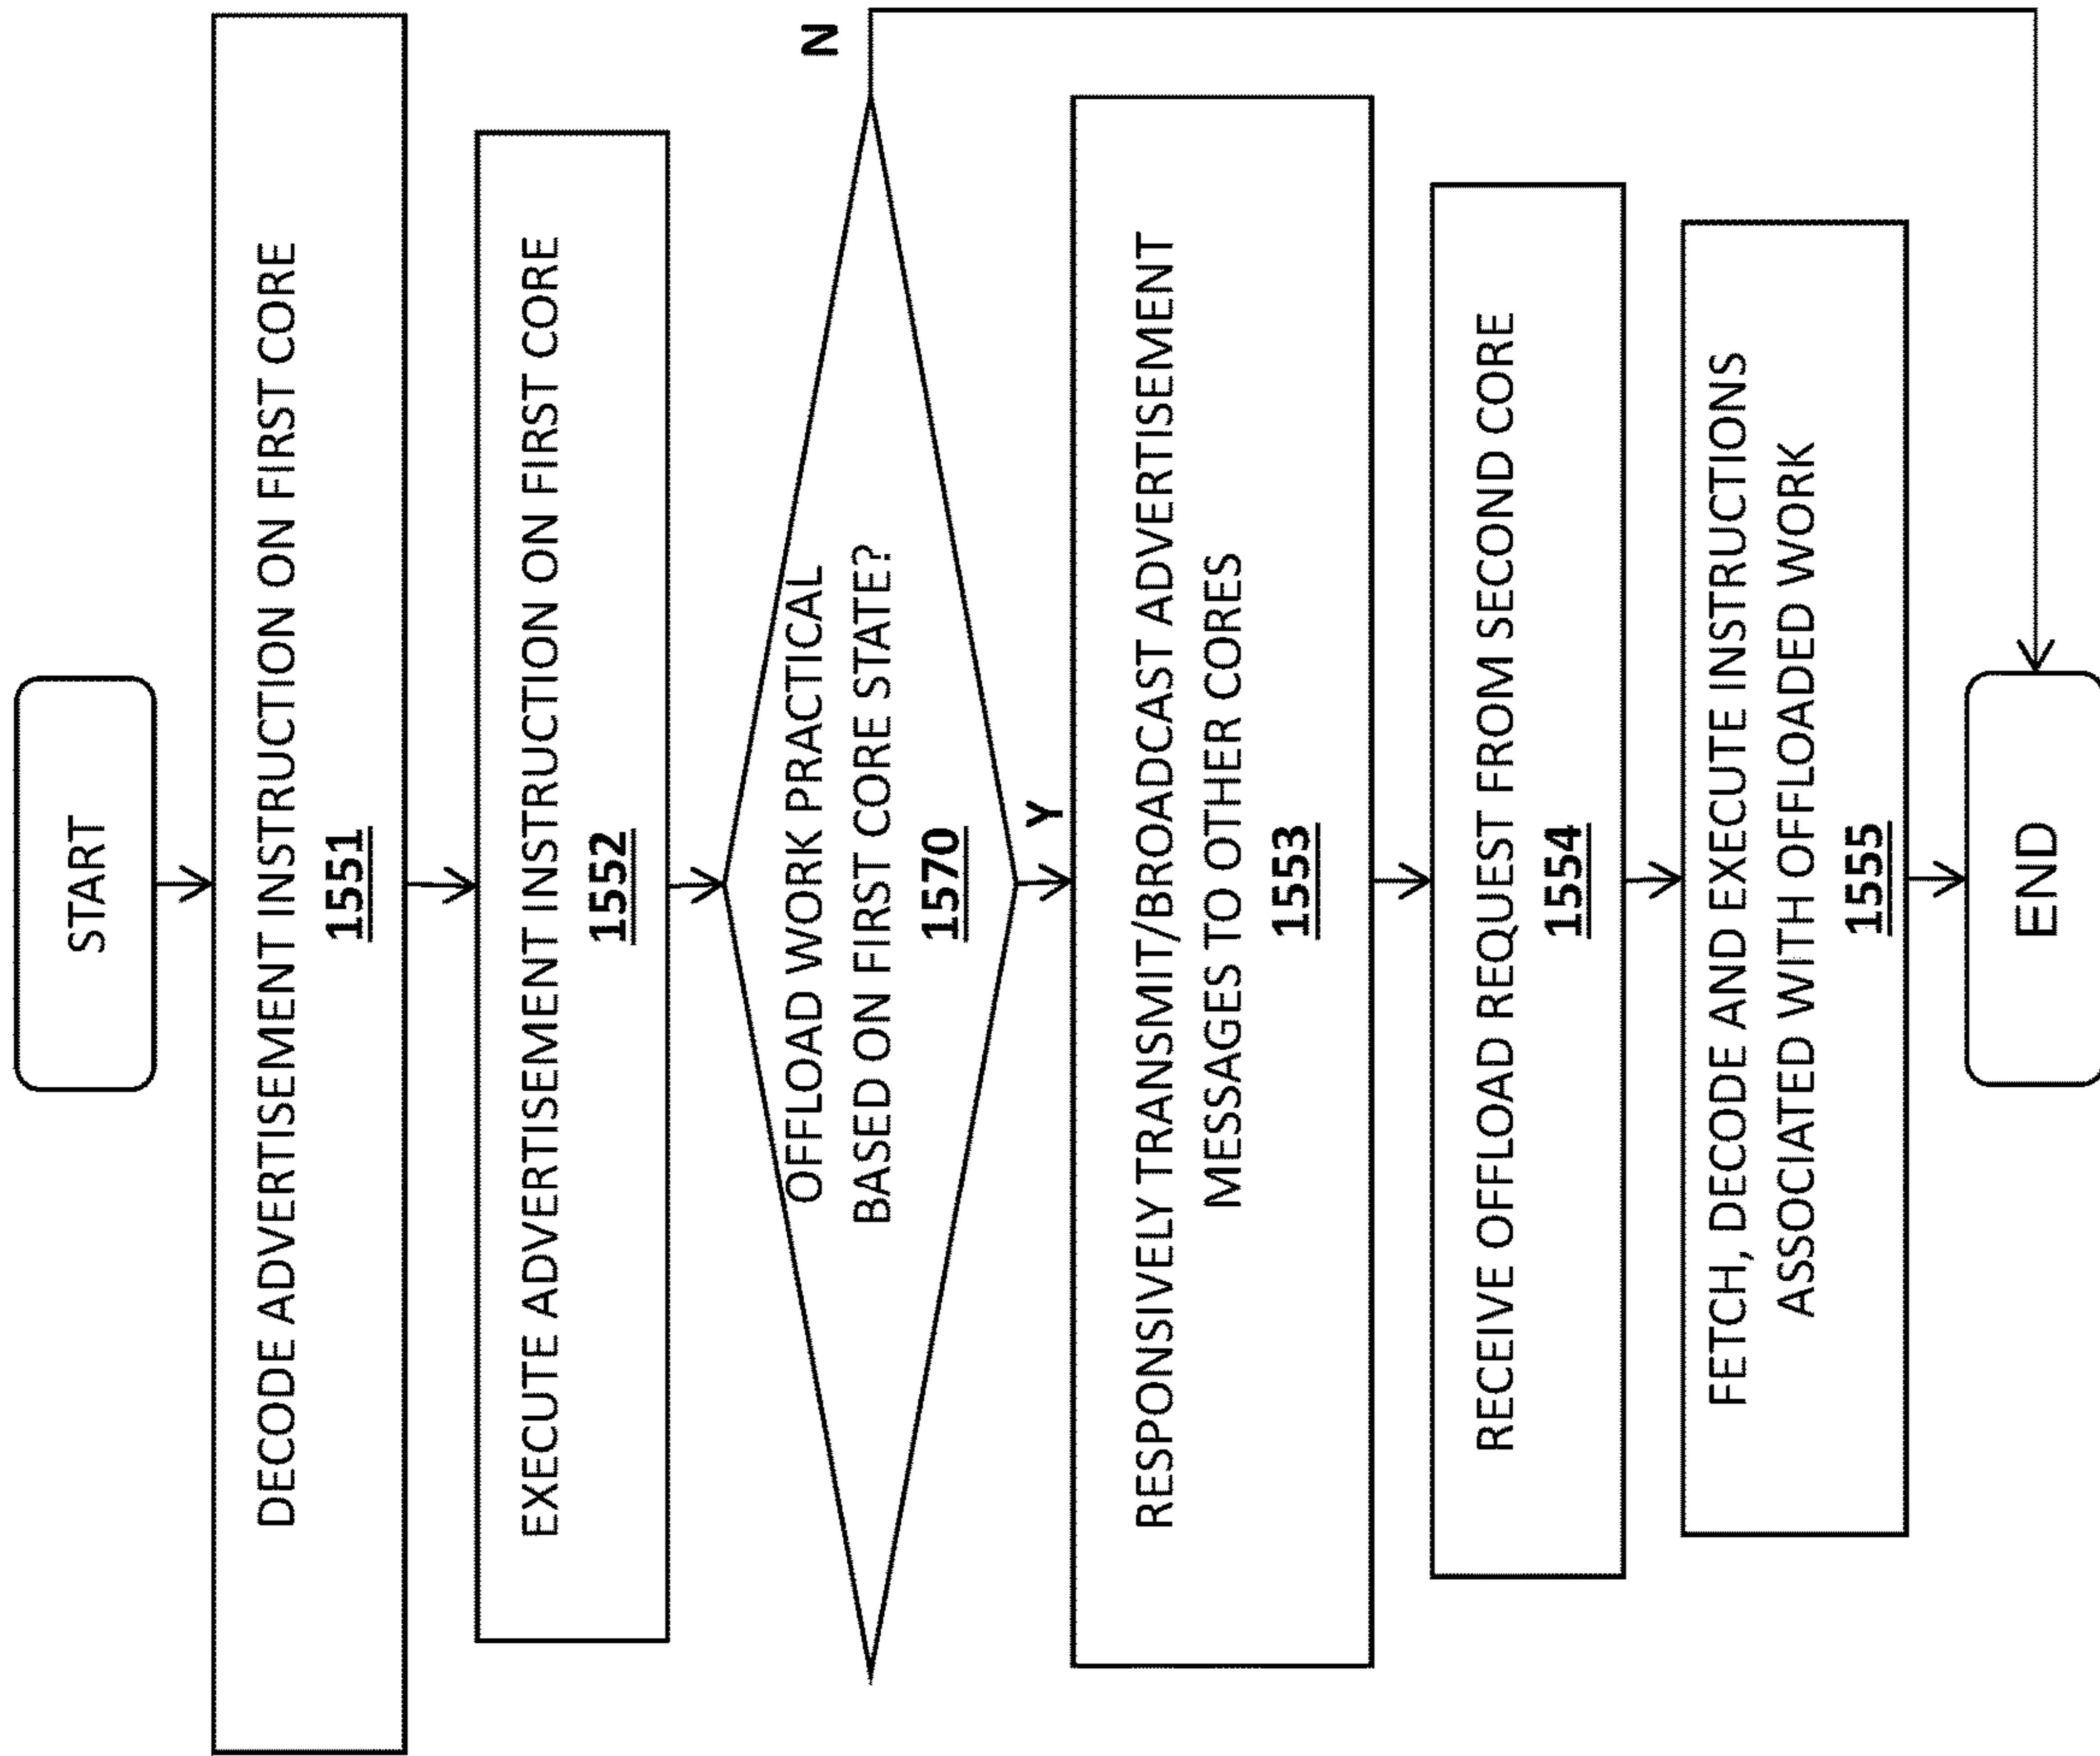 START
DECODE ADVERTISEMENT INSTRUCTION ON FIRST CORE
1551
EXECUTE ADVERTISEMENT INSTRUCTION ON FIRST CORE
1552
OFFLOAD WORK PRACTICAL
BASED ON FIRST CORE STATE?
1570
N
Y
RESPONSIVELY TRANSMIT/BROADCAST ADVERTISEMENT
MESSAGES TO OTHER CORES
1553
RECEIVE OFFLOAD REQUEST FROM SECOND CORE
1554
FETCH, DECODE AND EXECUTE INSTRUCTIONS
ASSOCIATED WITH OFFLOADED WORK
1555
END